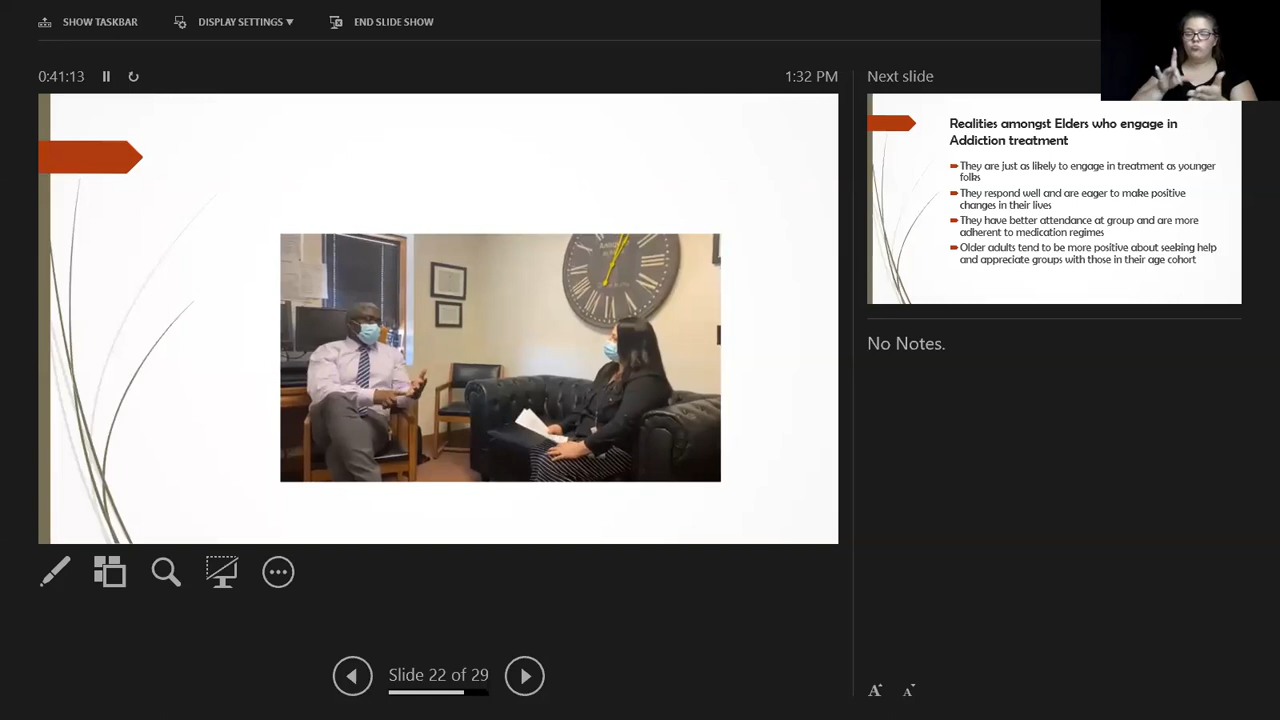 SHOW TASKBAR
DISPLAY SETTINGS
END SLIDE SHOW
0:41:13
1:32 PM
Next slide
Realities amongst Elders who engage in
Addiction treatment
They are just as likely to engage in treatment as younger
folks
They respond well and are eager to make positive
changes in their lives
They have better attendance at group and are more
adherent to medication regimes
Older adults tend to be more positive about seeking help
and appreciate groups with those in their age cohort
No Notes.
Slide 22 of 29
A A